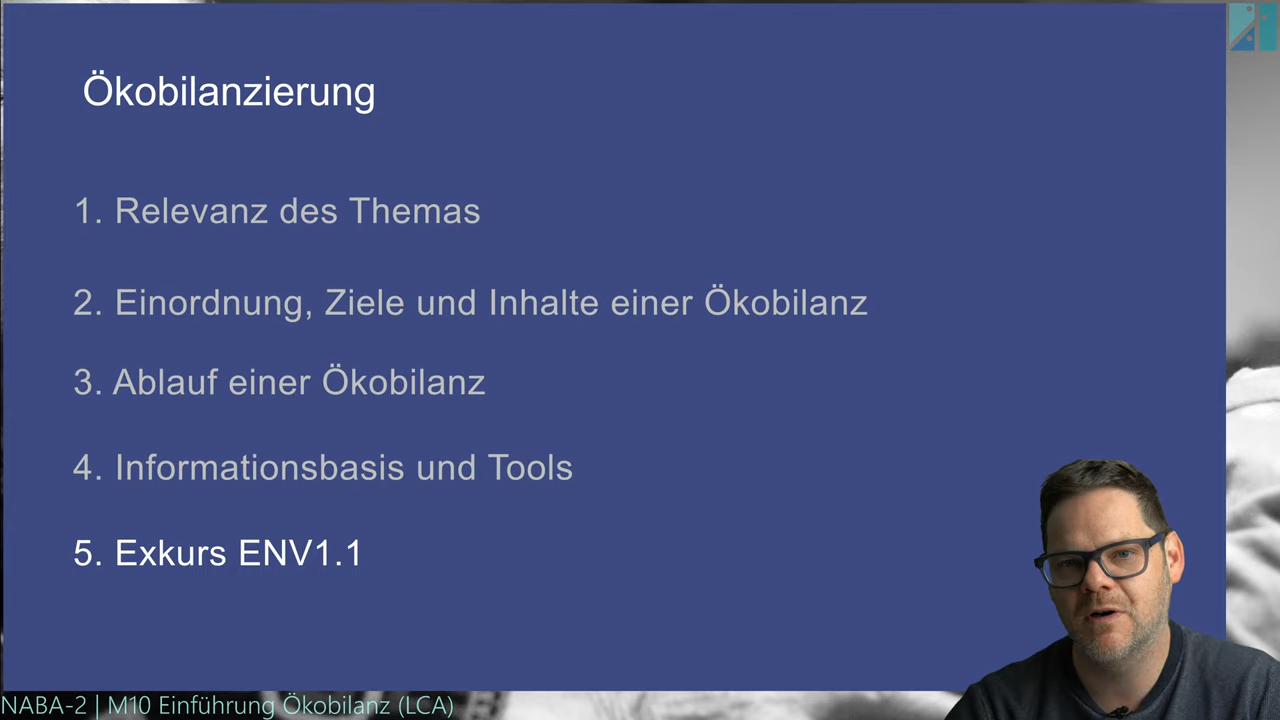 Ökobilanzierung
1. Relevanz des Themas
2. Einordnung, Ziele und Inhalte einer Ökobilanz
3. Ablauf einer Ökobilanz
4. Informationsbasis und Tools
5. Exkurs ENV1.1
NABA-2 | M10 Einführung Ökobilanz (LCA)